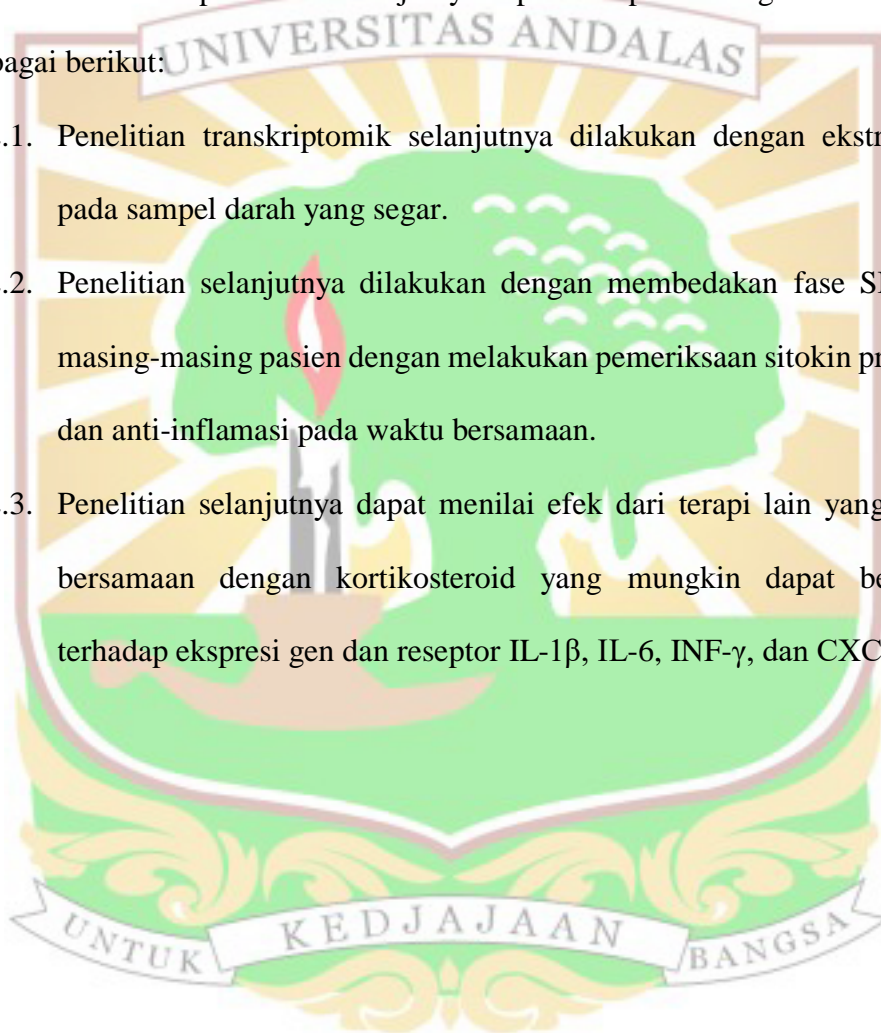 UNIVERSITAS ANDALAS
bagai berikut:
.1. Penelitian transkriptomik selanjutnya dilakukan dengan ekstr
pada sampel darah yang segar.
.2. Penelitian selanjutnya dilakukan dengan membedakan fase
masing-masing pasien dengan melakukan pemeriksaan sitokin pr
dan anti-inflamasi pada waktu bersamaan.
.3. Penelitian selanjutnya dapat menilai efek dari terapi lain yang
bersamaan dengan kortikosteroid yang mungkin dapat be
terhadap ekspresi gen dan reseptor IL-1β, IL-6, INF-γ, dan CXC
UNTUK KEDJAJAAN BANGSA